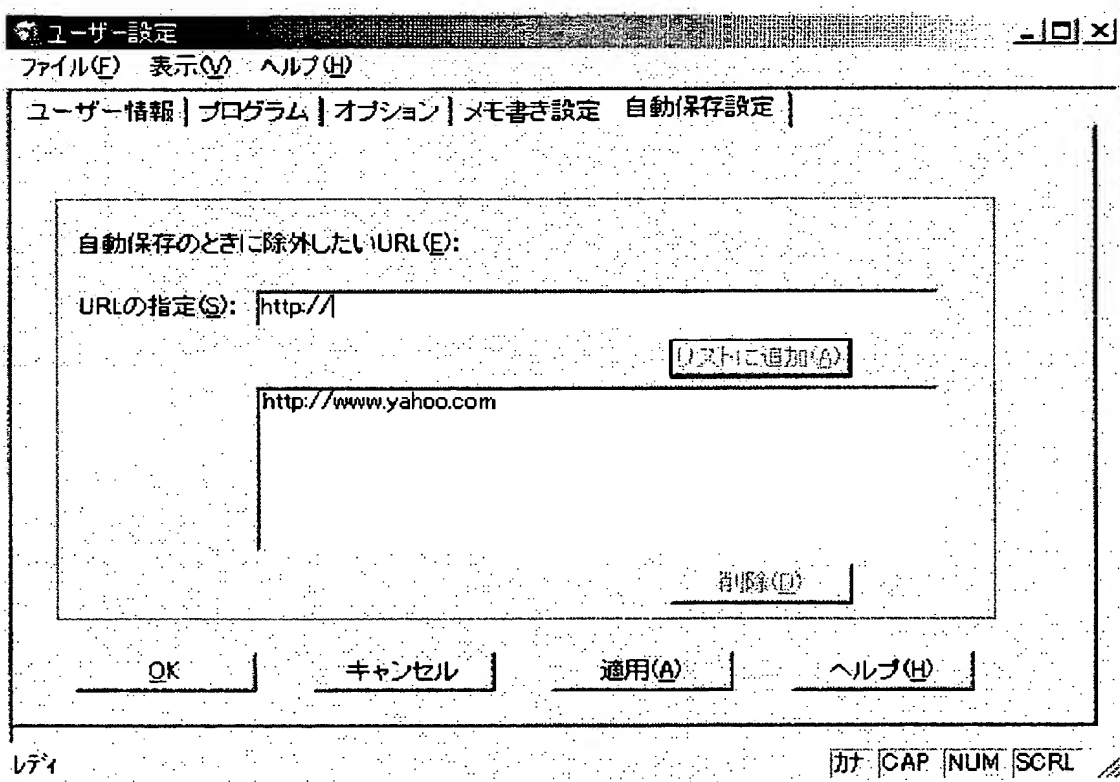 ユーザー設定
ファイル(F) 表示(V) ヘルプ(H)
ユーザー情報 プログラム オプション メモ書き設定 自動保存設定
自動保存のときに除外したいURL(E):
URLの指定(S): http://
リストに追加(A)
http://www.yahoo.com
削除(D)
OK キャンセル 適用(A) ヘルプ(H)
レディ カナ CAP NUM SCRL